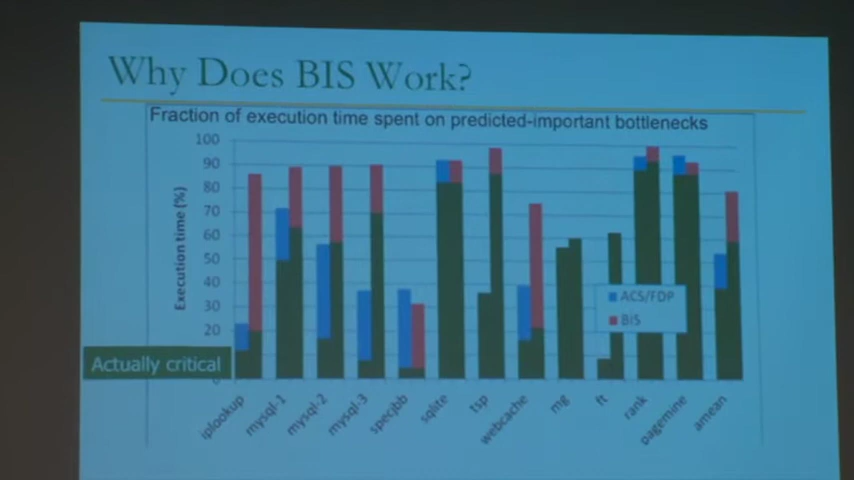 Why Does BIS Work?
Fraction of execution time spent on predicted-important bottlenecks
100
90
80
70
60
50
40
30
20
Execution time (%)
ACS/FDP
BIS
Actually critical
iplookup
mysql-1
mysql-2
mysql-3
specjbb
sqlite
tsp
webcache
mg
ft
rank
pagemine
amean